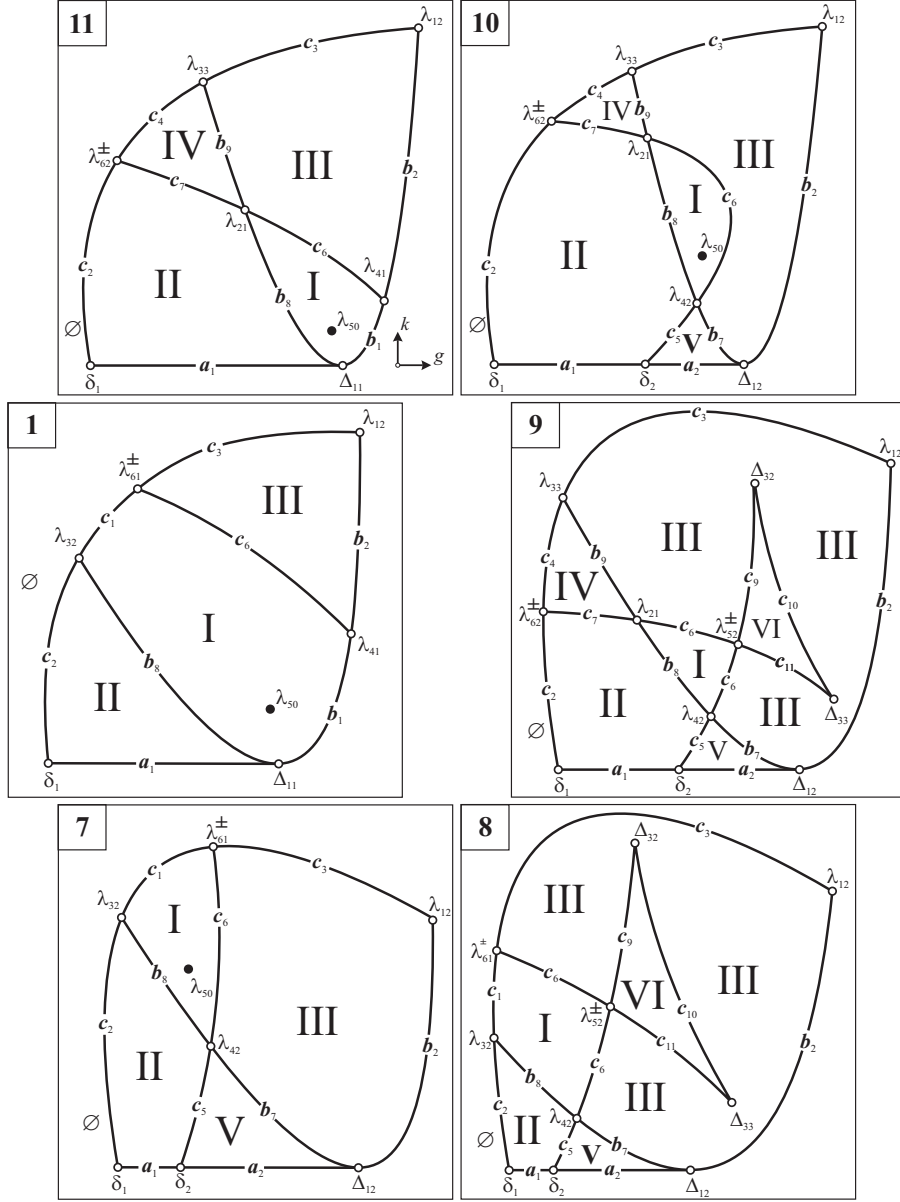 11
λ₁₂
c₃
λ₃₃
c₄
IV
b₉
III
λ±₆₂
c₇
b₂
λ₂₁
c₆
λ₄₁
c₂
II
I
b₈
λ₅₀
k
∅
b₁
g
a₁
δ₁
Δ₁₁
10
λ₁₂
c₃
λ₃₃
c₄
IV
b₉
λ±₆₂
c₇
λ₂₁
III
b₂
I
c₆
b₈
II
λ₅₀
c₂
λ₄₂
∅
c₅
V
b₇
a₁
a₂
δ₁
δ₂
Δ₁₂
1
λ₁₂
c₃
λ±₆₁
III
c₁
λ₃₂
c₆
b₂
∅
I
λ₄₁
c₂
b₈
II
λ₅₀
b₁
a₁
δ₁
Δ₁₁
9
c₃
λ₁₂
Δ₃₂
λ₃₃
III
III
c₄
b₉
c₉
IV
c₁₀
b₂
λ±₆₂
c₇
λ₂₁
c₆
λ±₅₂
VI
I
b₈
c₁₁
c₂
II
c₆
III
Δ₃₃
λ₄₂
∅
c₅
V
b₇
a₁
a₂
δ₁
δ₂
Δ₁₂
7
λ±₆₁
c₃
c₁
λ₃₂
I
c₆
λ₁₂
b₈
λ₅₀
III
c₂
λ₄₂
b₂
II
c₅
b₇
∅
V
a₁
a₂
δ₁
δ₂
Δ₁₂
8
c₃
Δ₃₂
λ₁₂
III
c₉
λ±₆₁
c₆
III
c₁
VI
λ±₅₂
c₁₀
I
λ₃₂
c₁₁
b₂
b₈
c₆
III
c₂
λ₄₂
Δ₃₃
∅
II
c₅
V
b₇
a₁
a₂
δ₁
δ₂
Δ₁₂